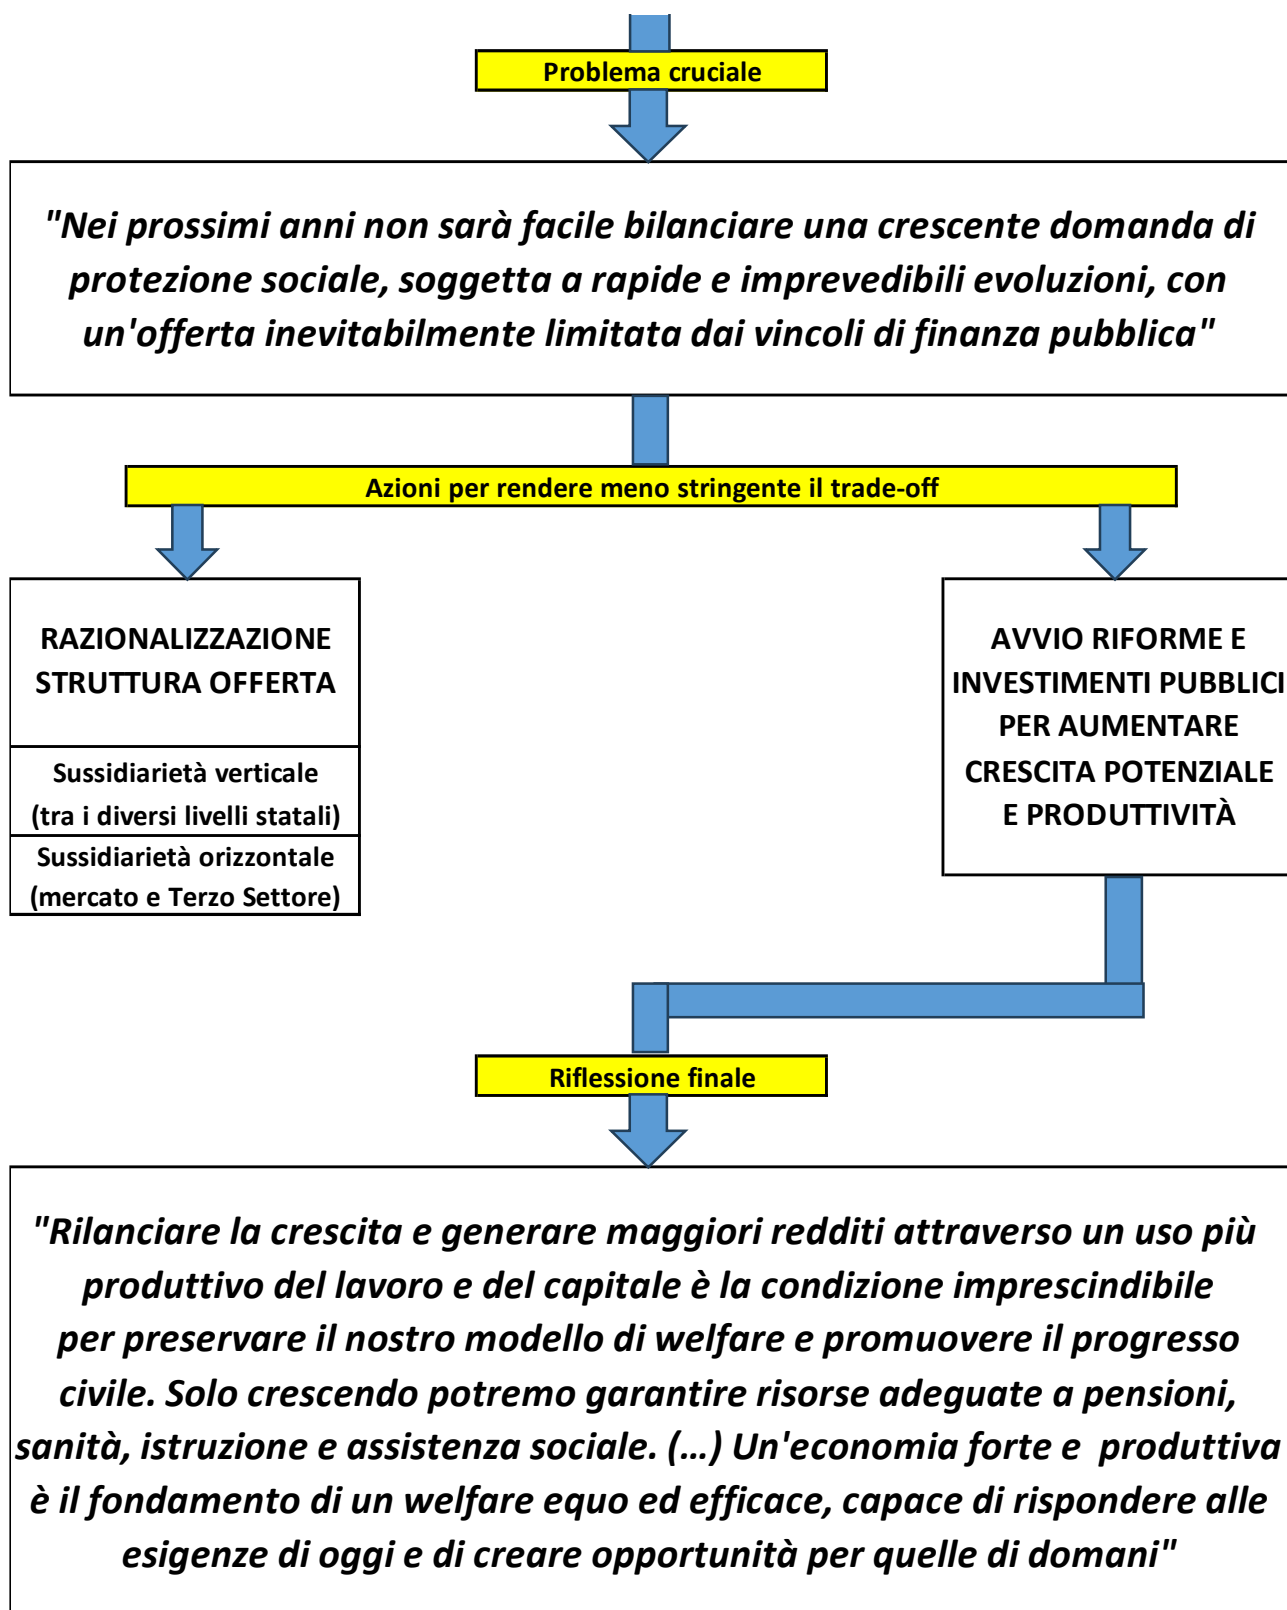 Problema cruciale
"Nei prossimi anni non sarà facile bilanciare una crescente domanda di
protezione sociale, soggetta a rapide e imprevedibili evoluzioni, con
un'offerta inevitabilmente limitata dai vincoli di finanza pubblica"
Azioni per rendere meno stringente il trade-off
RAZIONALIZZAZIONE
STRUTTURA OFFERTA
Sussidiarietà verticale
(tra i diversi livelli statali)
Sussidiarietà orizzontale
(mercato e Terzo Settore)
AVVIO RIFORME E
INVESTIMENTI PUBBLICI
PER AUMENTARE
CRESCITA POTENZIALE
E PRODUTTIVITÀ
Riflessione finale
"Rilanciare la crescita e generare maggiori redditi attraverso un uso più
produttivo del lavoro e del capitale è la condizione imprescindibile
per preservare il nostro modello di welfare e promuovere il progresso
civile. Solo crescendo potremo garantire risorse adeguate a pensioni,
sanità, istruzione e assistenza sociale. (…) Un'economia forte e  produttiva
è il fondamento di un welfare equo ed efficace, capace di rispondere alle
esigenze di oggi e di creare opportunità per quelle di domani"